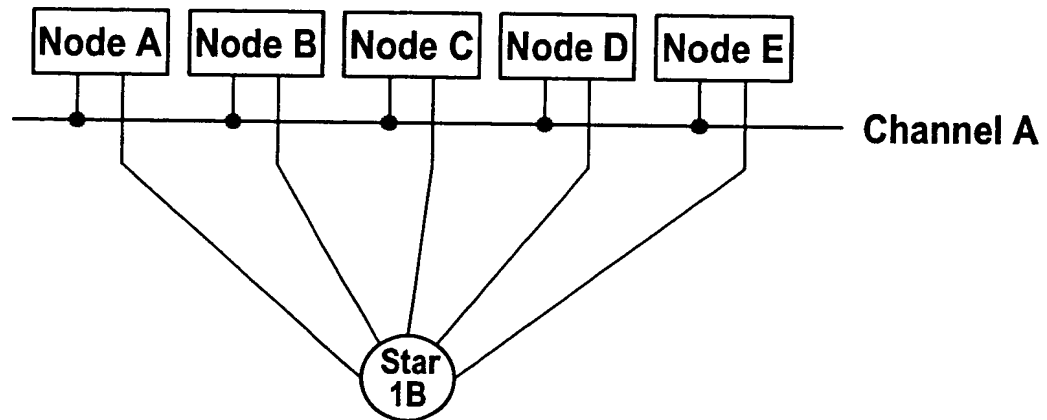 Node A
Node B
Node C
Node D
Node E
Channel A
Star
1B